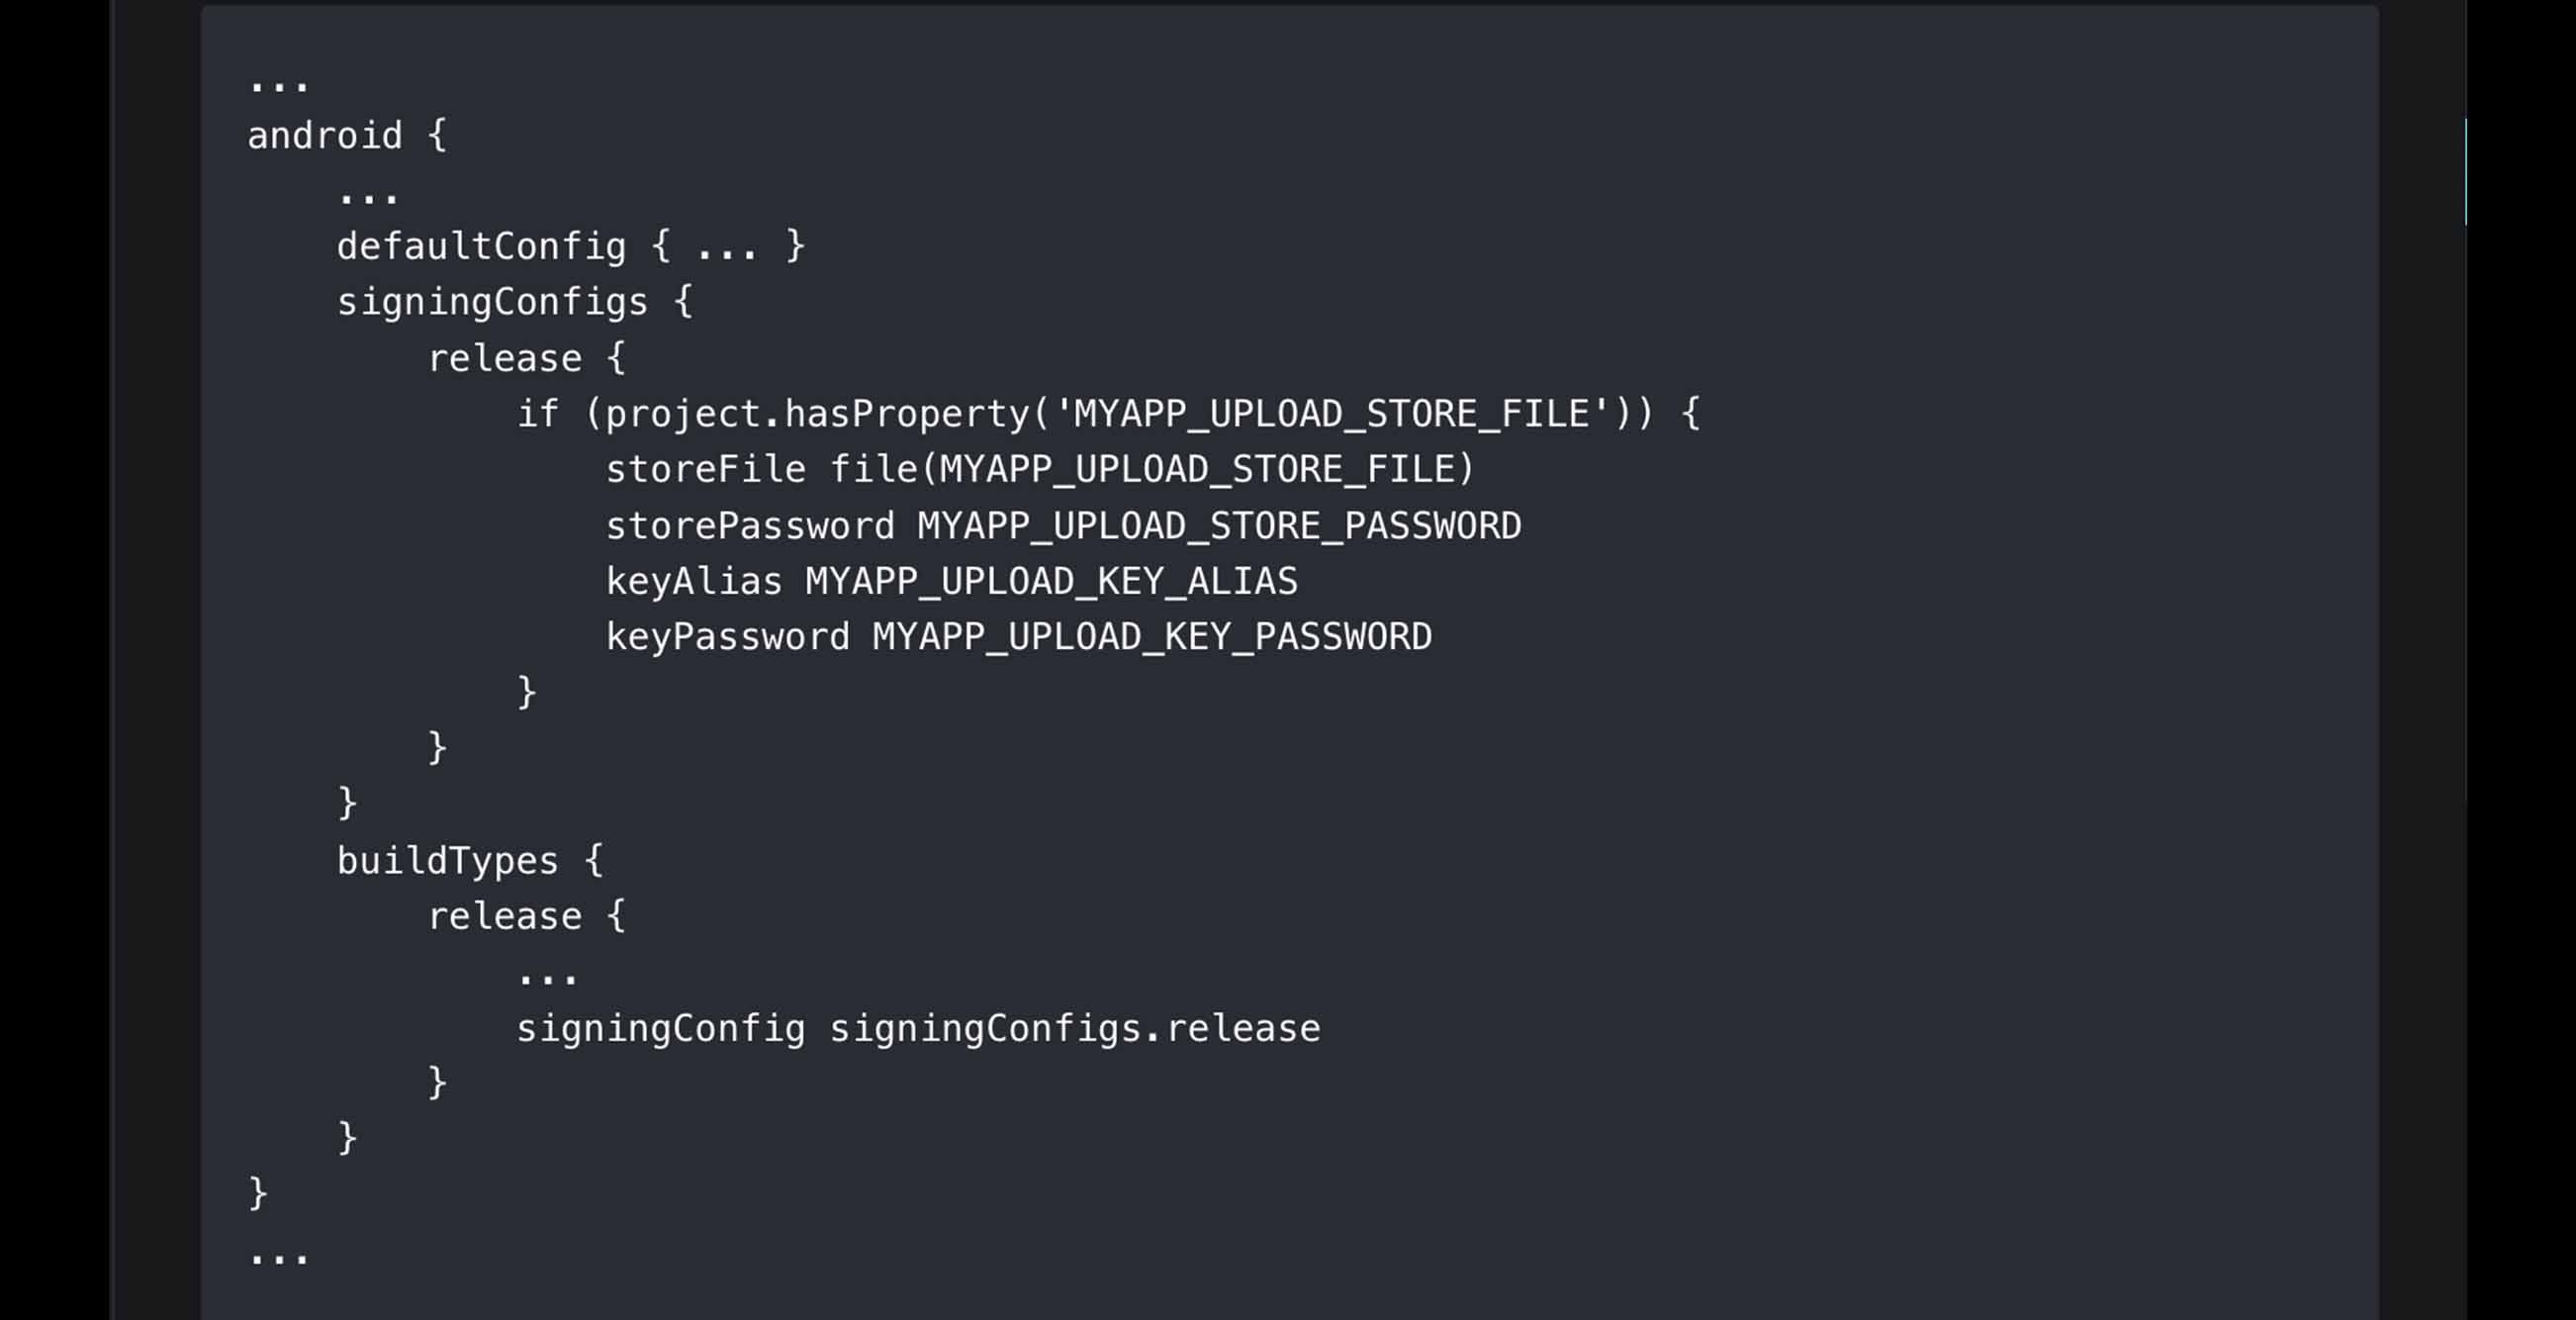 ...
android {
    ...
    defaultConfig { ... }
    signingConfigs {
        release {
            if (project.hasProperty('MYAPP_UPLOAD_STORE_FILE')) {
                storeFile file(MYAPP_UPLOAD_STORE_FILE)
                storePassword MYAPP_UPLOAD_STORE_PASSWORD
                keyAlias MYAPP_UPLOAD_KEY_ALIAS
                keyPassword MYAPP_UPLOAD_KEY_PASSWORD
            }
        }
    }
    buildTypes {
        release {
            ...
            signingConfig signingConfigs.release
        }
    }
}
...